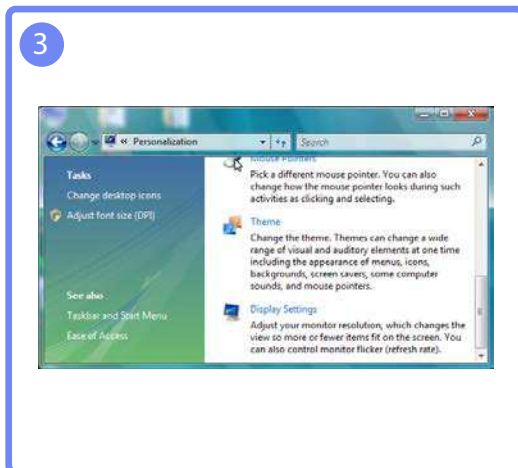 3
« Personalization
Search
Tasks
Change desktop icons
Adjust font size (DPI)
See also
Taskbar and Start Menu
Ease of Access
Mouse Pointers
Pick a different mouse pointer. You can also
change how the mouse pointer looks during such
activities as clicking and selecting.
Theme
Change the theme. Themes can change a wide
range of visual and auditory elements at one time
including the appearance of menus, icons,
backgrounds, screen savers, some computer
sounds, and mouse pointers.
Display Settings
Adjust your monitor resolution, which changes the
view so more or fewer items fit on the screen. You
can also control monitor flicker (refresh rate).